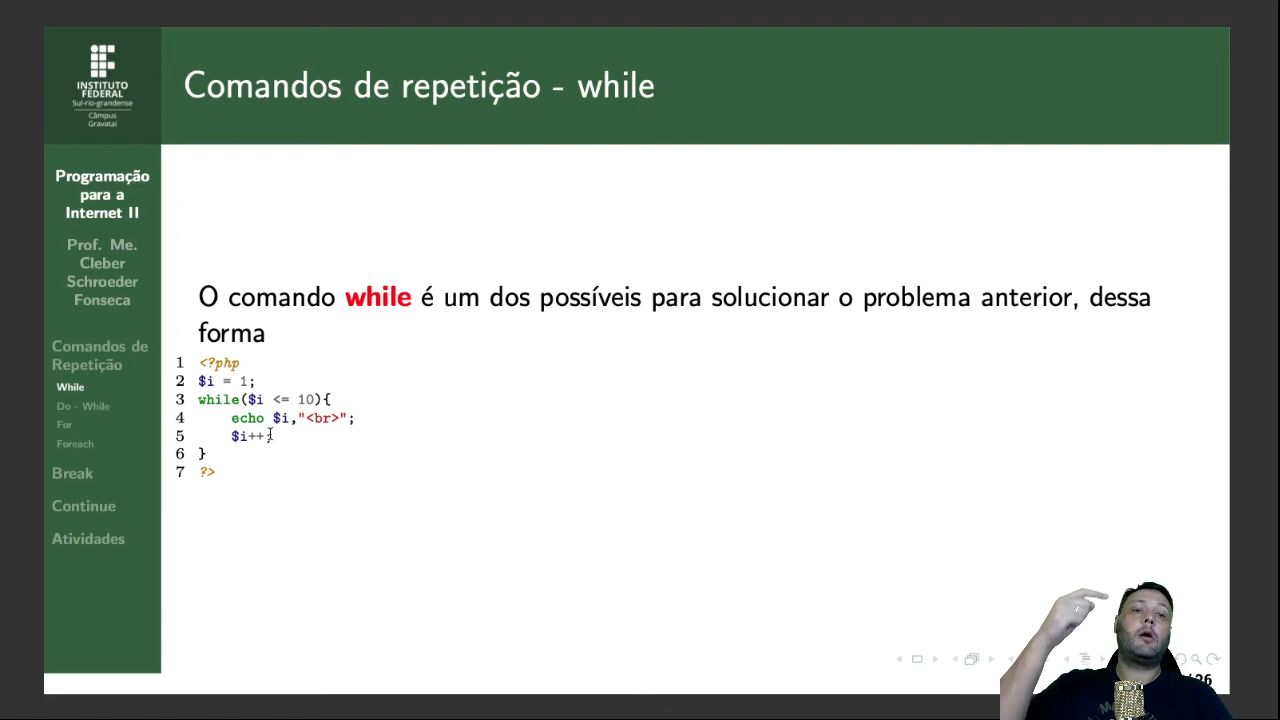 INSTITUTO
FEDERAL
Sul-rio-grandense
Câmpus
Gravataí
Comandos de repetição - while
Programação
para a
Internet II
Prof. Me.
Cleber
Schroeder
Fonseca
Comandos de
Repetição
While
Do - While
For
Foreach
Break
Continue
Atividades
O comando while é um dos possíveis para solucionar o problema anterior, dessa
forma
1 <?php
2 $i = 1;
3 while($i <= 10){
4 echo $i,"<br>";
5 $i++;
6 }
7 ?>